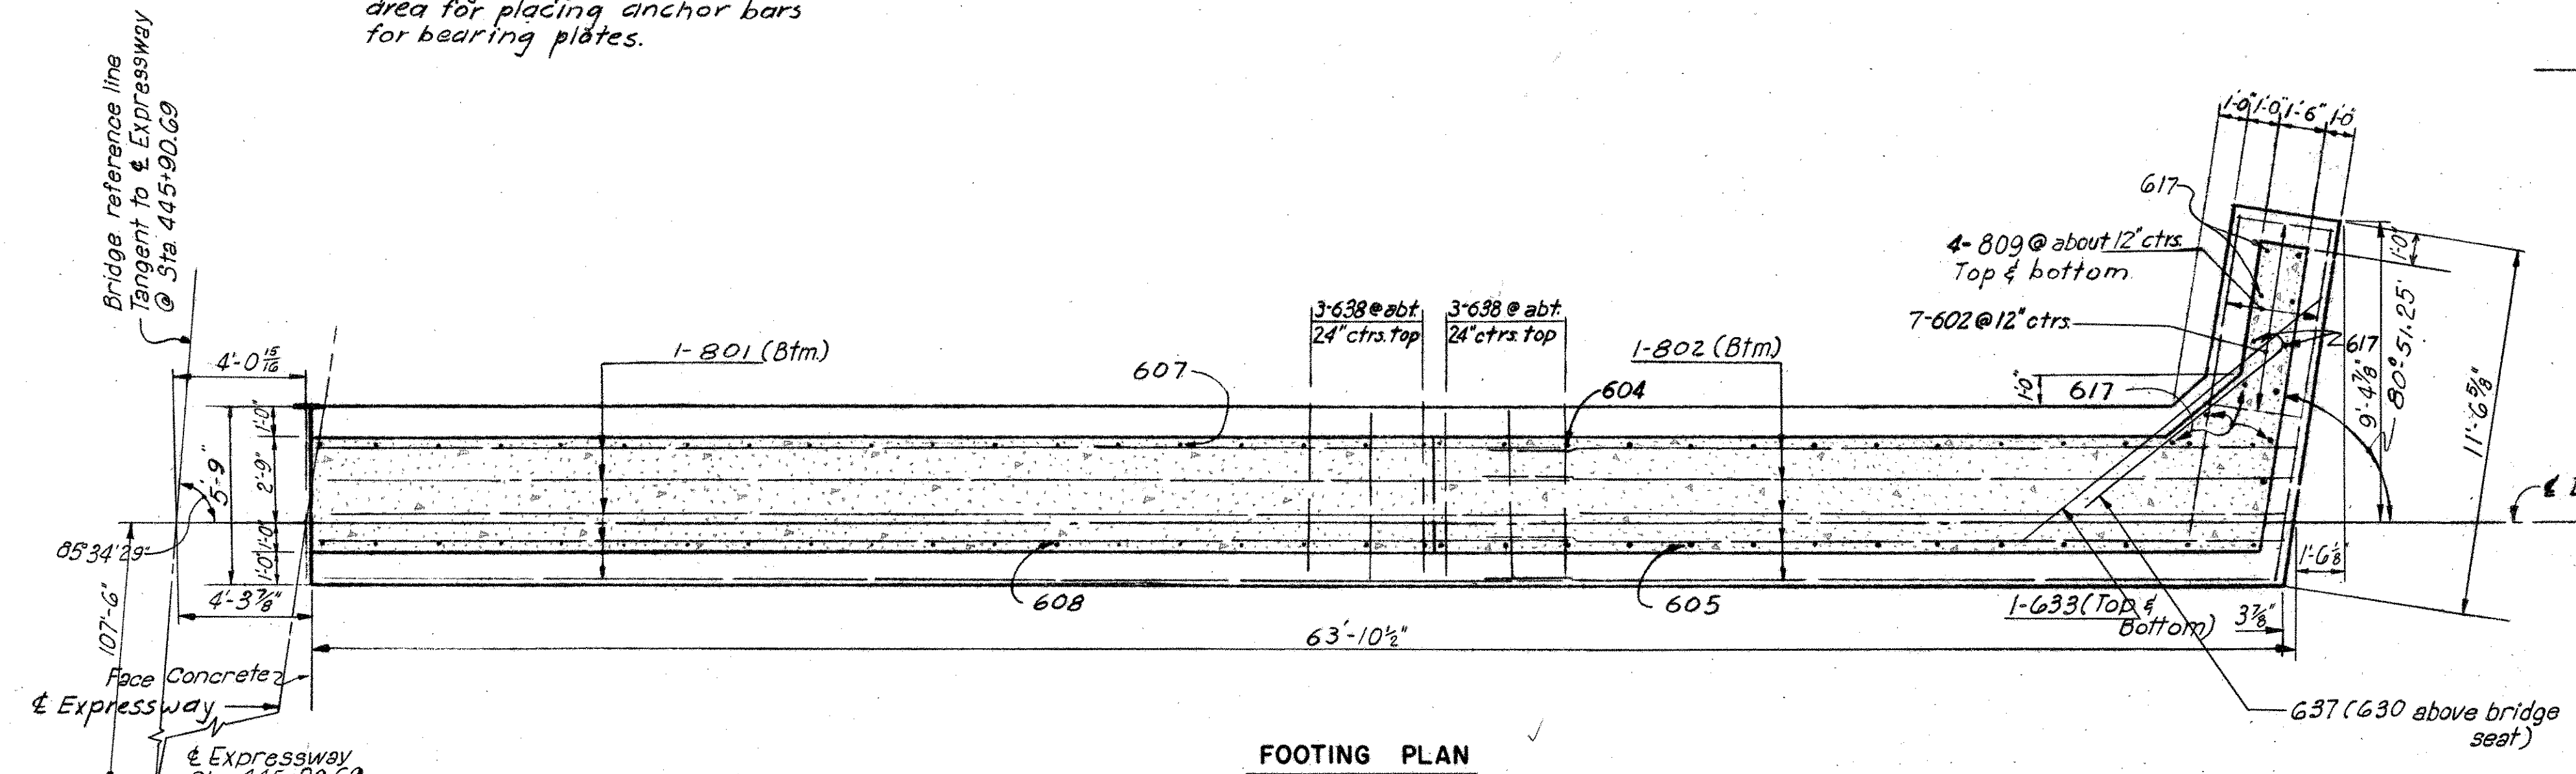 area for placing anchor bars
for bearing plates.
Bridge reference line
Tangent to ℄ Expressway
@ Sta. 445+90.69
1'-0" 1'-0" 1'-6" 1'-0"
617
4-809 @ about 12" ctrs.
Top & bottom
1'-0"
3-638 @ abt.
24" ctrs. top
3-638 @ abt.
24" ctrs. top
7-602 @ 12" ctrs.
617
4'-0 15/16"
1-801 (Btm.)
607
1-802 (Btm)
604
1'-0"
617
9'-4 7/8"
80°-51.25'
11'-6 5/8"
5'-9"
1'-0"
2'-9"
1'-0"
1'-0"
85°34'29"
℄
1'-6 1/8"
4'-3 7/8"
608
605
1-633 (Top &
Bottom)
3 7/8"
107'-6"
63'-10 1/2"
Face Concrete
℄ Expressway
637 (630 above bridge
seat)
℄ Expressway
FOOTING PLAN